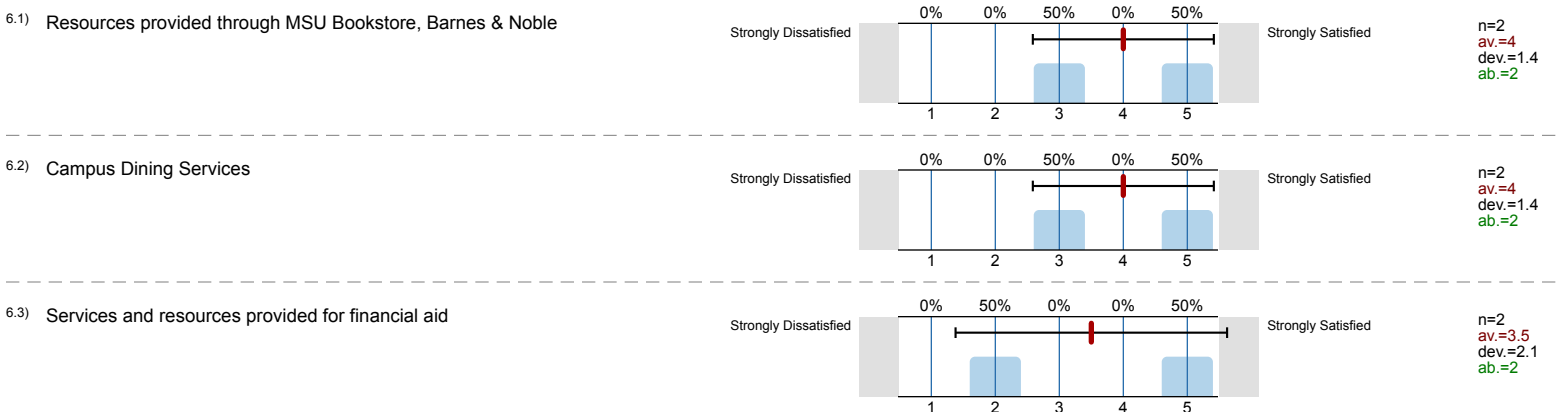 6.1) Resources provided through MSU Bookstore, Barnes & Noble
0% 0% 50% 0% 50%
Strongly Dissatisfied Strongly Satisfied
1 2 3 4 5
n=2
av.=4
dev.=1.4
ab.=2
6.2) Campus Dining Services
0% 0% 50% 0% 50%
Strongly Dissatisfied Strongly Satisfied
1 2 3 4 5
n=2
av.=4
dev.=1.4
ab.=2
6.3) Services and resources provided for financial aid
0% 50% 0% 0% 50%
Strongly Dissatisfied Strongly Satisfied
1 2 3 4 5
n=2
av.=3.5
dev.=2.1
ab.=2